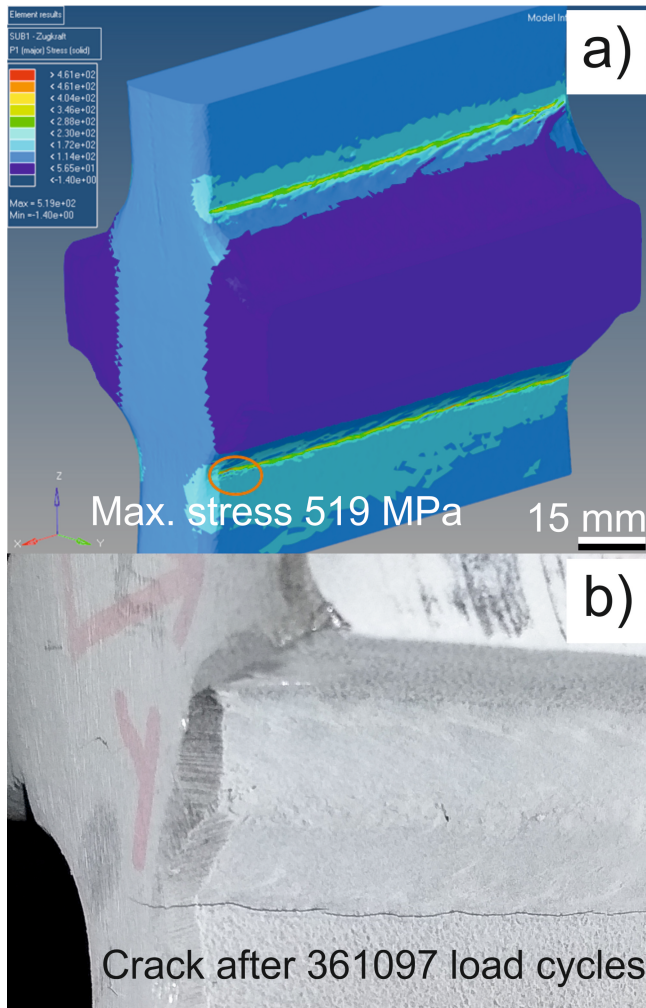 Element results
SUB1 - Zugkraft
P1 (major) Stress (solid)
> 4.61e+02
< 4.61e+02
< 4.04e+02
< 3.46e+02
< 2.88e+02
< 2.30e+02
< 1.72e+02
< 1.14e+02
< 5.65e+01
<-1.40e+00
Max = 5.19e+02
Min =-1.40e+00
Model Int
a)
Z
X
Y
Max. stress 519 MPa
15 mm
b)
Crack after 361097 load cycles